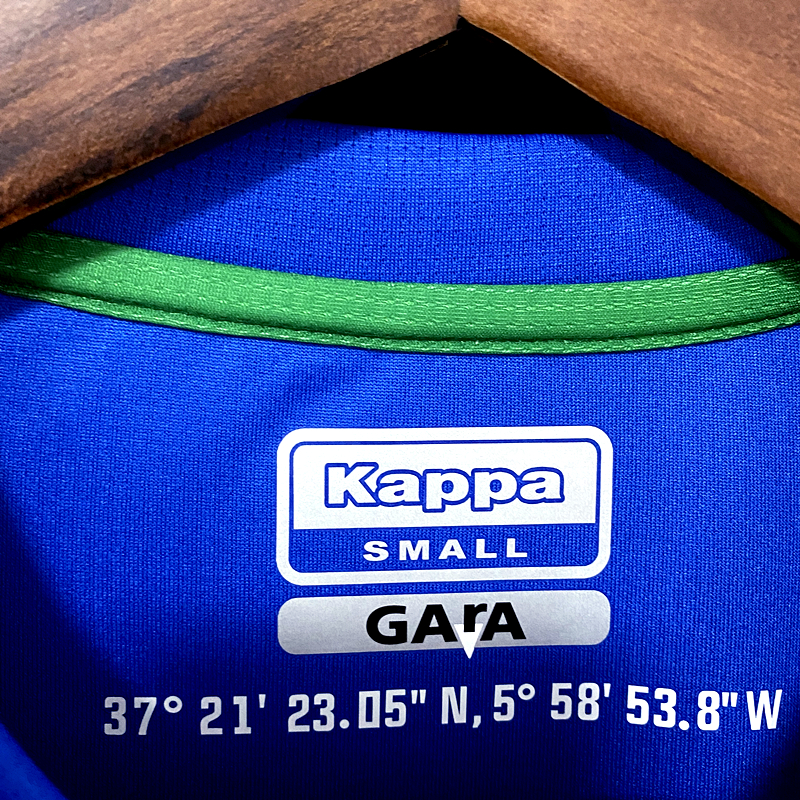 Kappa
SMALL
GArA
37° 21' 23.05" N, 5° 58' 53.8" W